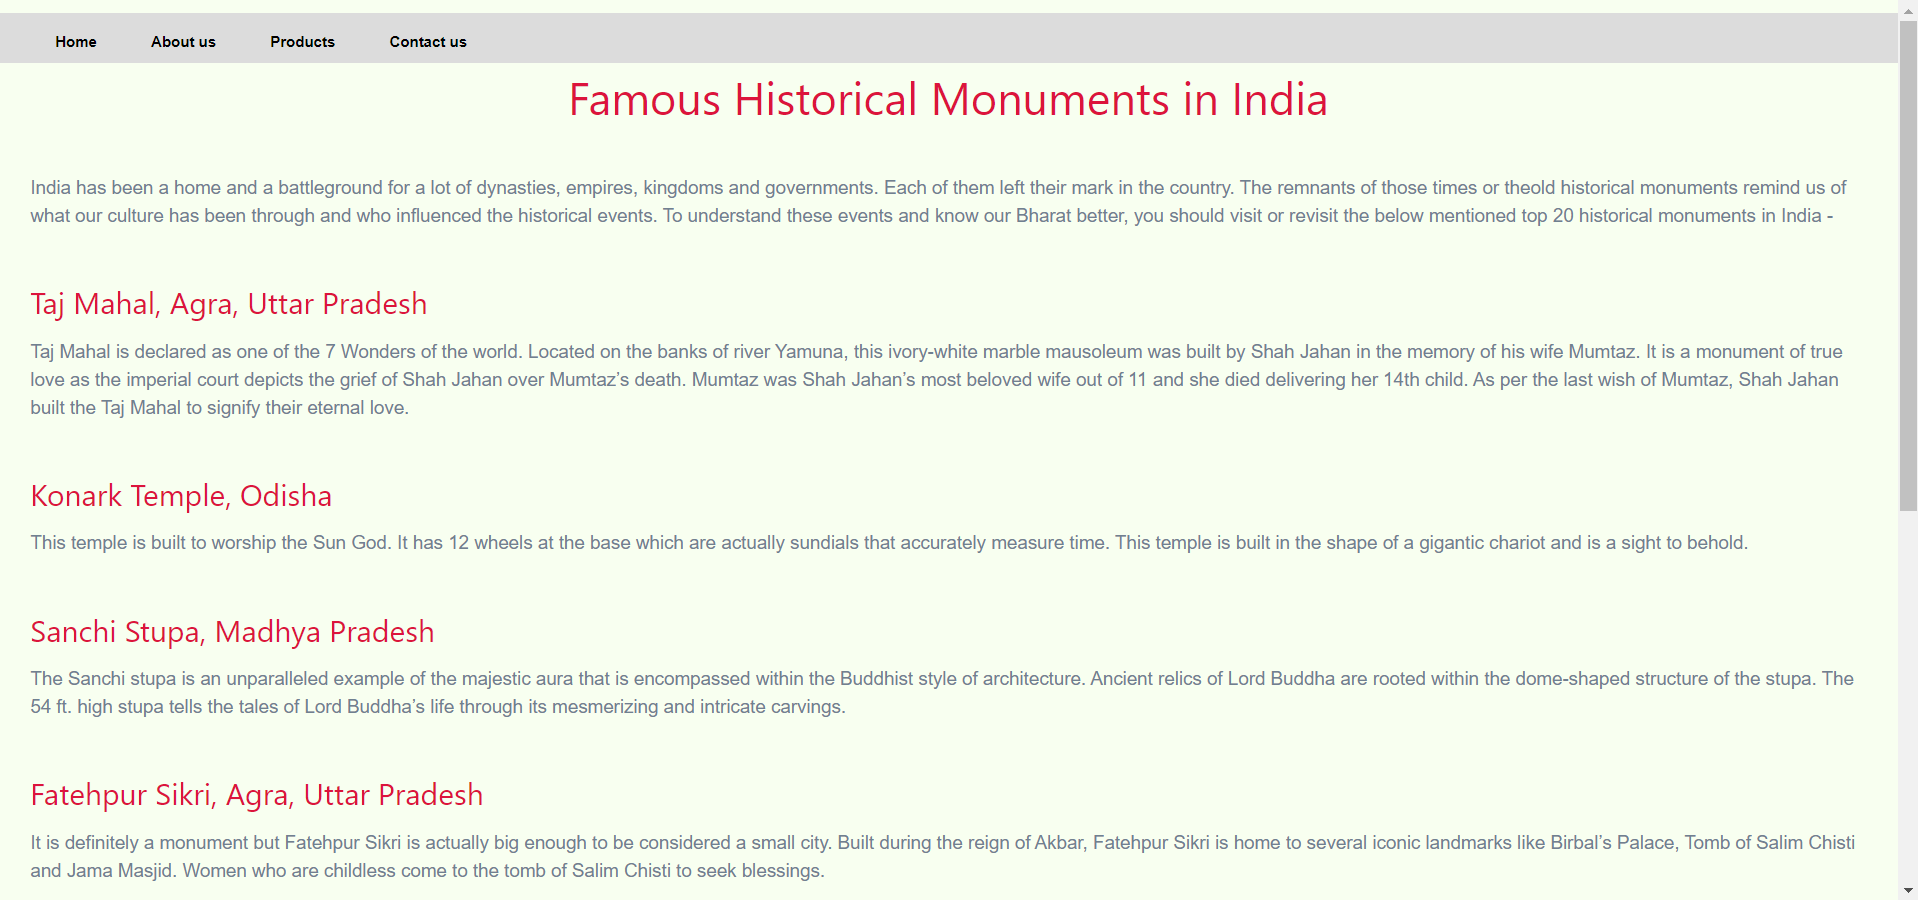 Home About us Products Contact us
Famous Historical Monuments in India
India has been a home and a battleground for a lot of dynasties, empires, kingdoms and governments. Each of them left their mark in the country. The remnants of those times or theold historical monuments remind us of
what our culture has been through and who influenced the historical events. To understand these events and know our Bharat better, you should visit or revisit the below mentioned top 20 historical monuments in India -
Taj Mahal, Agra, Uttar Pradesh
Taj Mahal is declared as one of the 7 Wonders of the world. Located on the banks of river Yamuna, this ivory-white marble mausoleum was built by Shah Jahan in the memory of his wife Mumtaz. It is a monument of true
love as the imperial court depicts the grief of Shah Jahan over Mumtaz’s death. Mumtaz was Shah Jahan’s most beloved wife out of 11 and she died delivering her 14th child. As per the last wish of Mumtaz, Shah Jahan
built the Taj Mahal to signify their eternal love.
Konark Temple, Odisha
This temple is built to worship the Sun God. It has 12 wheels at the base which are actually sundials that accurately measure time. This temple is built in the shape of a gigantic chariot and is a sight to behold.
Sanchi Stupa, Madhya Pradesh
The Sanchi stupa is an unparalleled example of the majestic aura that is encompassed within the Buddhist style of architecture. Ancient relics of Lord Buddha are rooted within the dome-shaped structure of the stupa. The
54 ft. high stupa tells the tales of Lord Buddha’s life through its mesmerizing and intricate carvings.
Fatehpur Sikri, Agra, Uttar Pradesh
It is definitely a monument but Fatehpur Sikri is actually big enough to be considered a small city. Built during the reign of Akbar, Fatehpur Sikri is home to several iconic landmarks like Birbal’s Palace, Tomb of Salim Chisti
and Jama Masjid. Women who are childless come to the tomb of Salim Chisti to seek blessings.